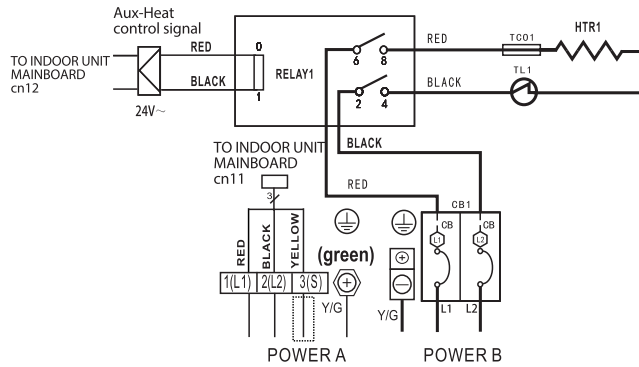 Aux-Heat
control signal
TO INDOOR UNIT
MAINBOARD
cn12
24V~
RED
BLACK
0
1
RELAY1
6
8
2
4
RED
TCO1
HTR1
BLACK
TL1
BLACK
RED
TO INDOOR UNIT
MAINBOARD
cn11
3
RED
BLACK
YELLOW
(green)
1(L1)
2(L2)
3(S)
Y/G
Y/G
CB1
CB
CB
L1
L2
L1
L2
POWER A
POWER B